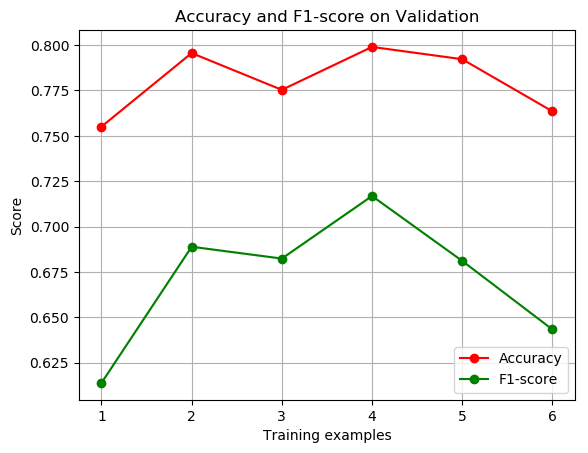 Accuracy and F1-score on Validation
0.800
0.775
0.750
0.725
0.700
0.675
0.650
0.625
Score
1 2 3 4 5 6
Training examples
Accuracy
F1-score